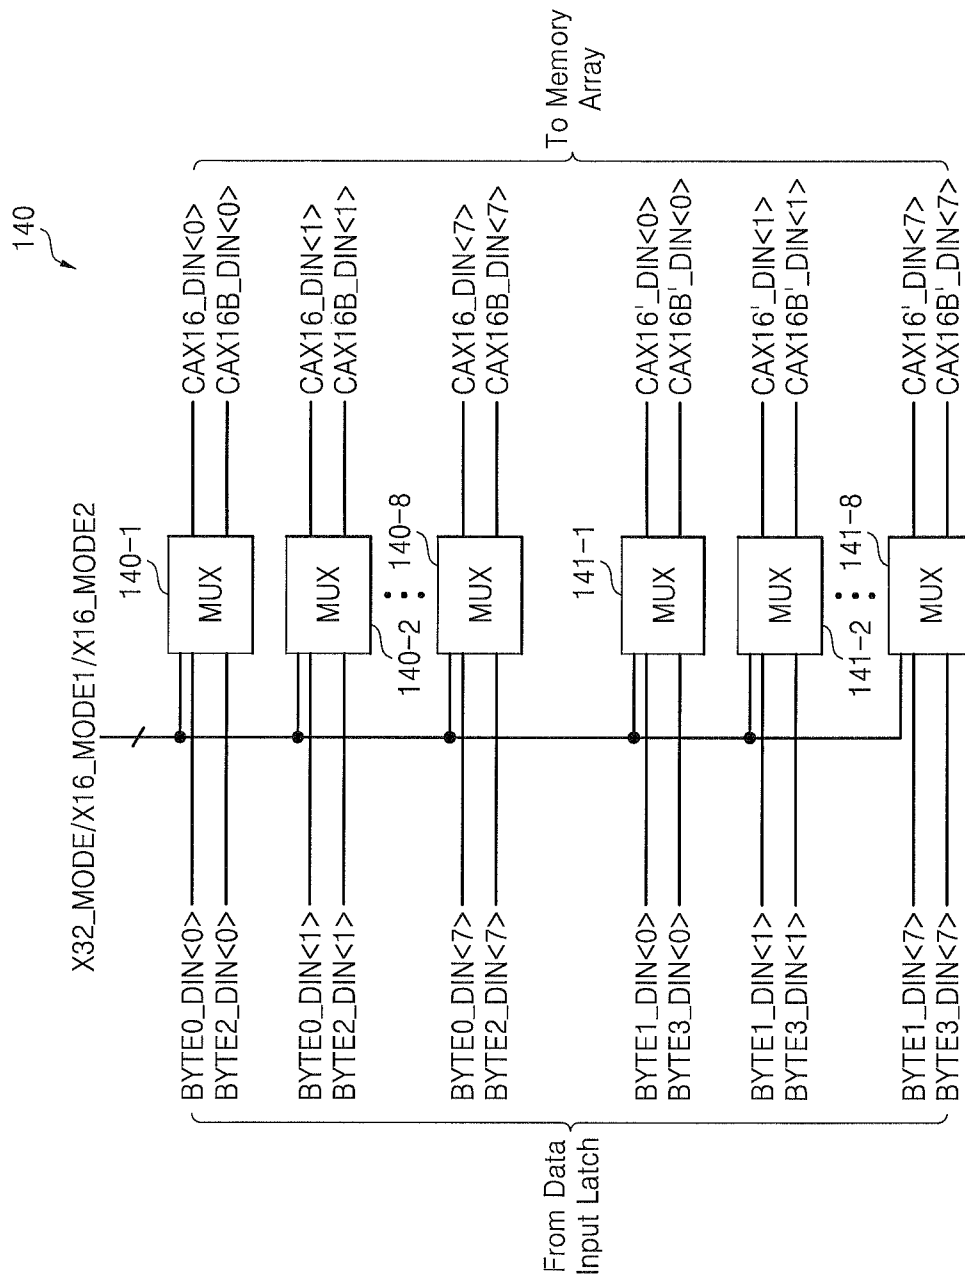 140
X32_MODE/X16_MODE1/X16_MODE2
From Data
Input Latch
To Memory
Array
BYTE0_DIN<0>
BYTE2_DIN<0>
140-1
MUX
CAX16_DIN<0>
CAX16B_DIN<0>
BYTE0_DIN<1>
BYTE2_DIN<1>
MUX
140-2
CAX16_DIN<1>
CAX16B_DIN<1>
BYTE0_DIN<7>
BYTE2_DIN<7>
140-8
MUX
CAX16_DIN<7>
CAX16B_DIN<7>
BYTE1_DIN<0>
BYTE3_DIN<0>
141-1
MUX
CAX16'_DIN<0>
CAX16B'_DIN<0>
BYTE1_DIN<1>
BYTE3_DIN<1>
MUX
141-2
CAX16'_DIN<1>
CAX16B'_DIN<1>
BYTE1_DIN<7>
BYTE3_DIN<7>
141-8
MUX
CAX16'_DIN<7>
CAX16B'_DIN<7>